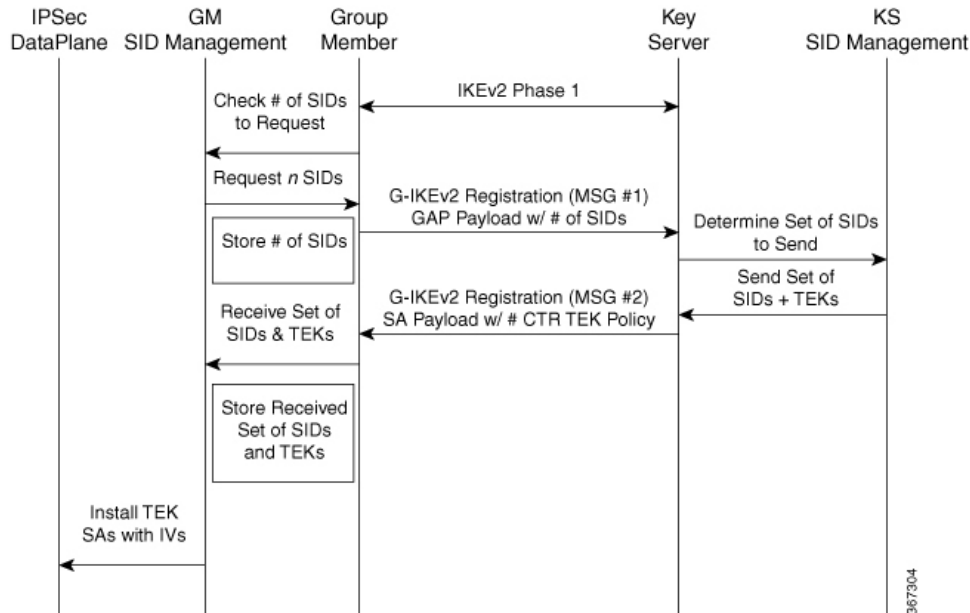 IPSec
DataPlane
GM
SID Management
Group
Member
Key
Server
KS
SID Management
IKEv2 Phase 1
Check # of SIDs
to Request
Request n SIDs
G-IKEv2 Registration (MSG #1)
GAP Payload w/ # of SIDs
Store # of SIDs
Determine Set of SIDs
to Send
Send Set of
SIDs + TEKs
G-IKEv2 Registration (MSG #2)
SA Payload w/ # CTR TEK Policy
Receive Set of
SIDs & TEKs
Store Received
Set of SIDs
and TEKs
Install TEK
SAs with IVs
367304